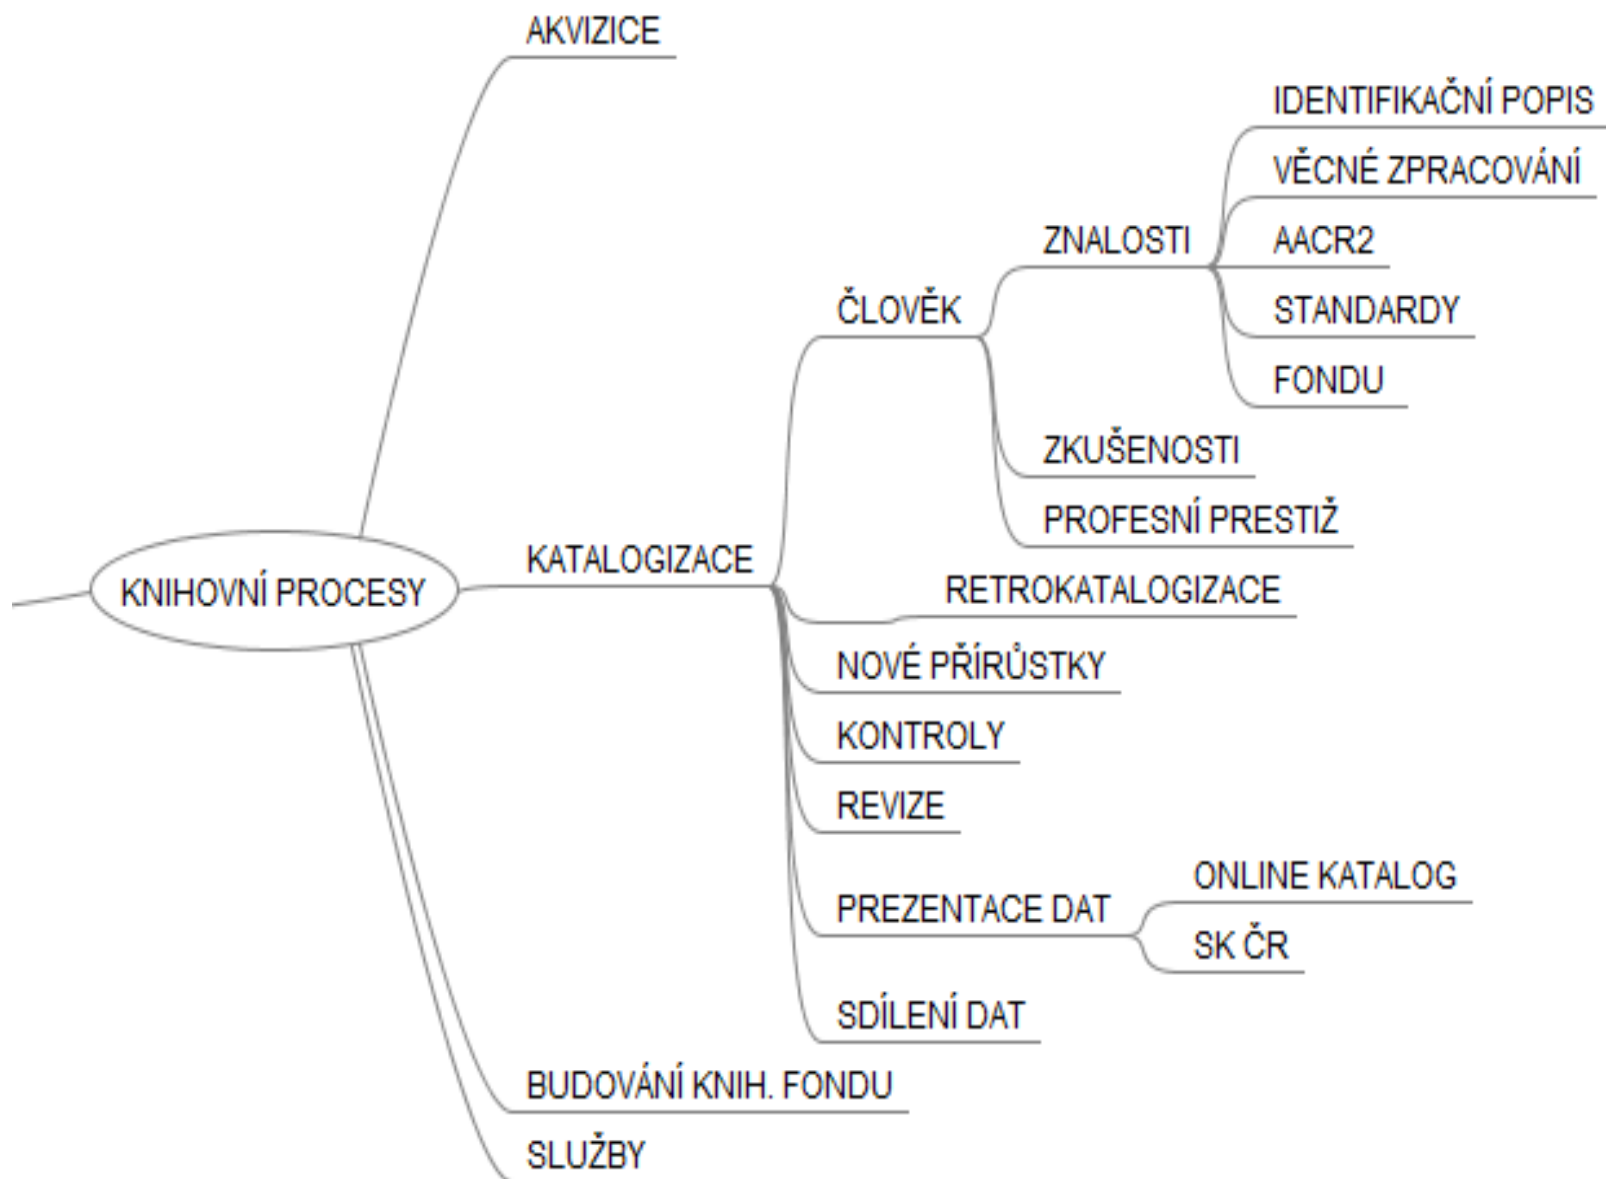 AKVIZICE
IDENTIFIKAČNÍ POPIS
VĚCNÉ ZPRACOVÁNÍ
ZNALOSTI
AACR2
ČLOVĚK
STANDARDY
FONDU
ZKUŠENOSTI
PROFESNÍ PRESTIŽ
KATALOGIZACE
KNIHOVNÍ PROCESY
RETROKATALOGIZACE
NOVÉ PŘÍRŮSTKY
KONTROLY
REVIZE
ONLINE KATALOG
PREZENTACE DAT
SK ČR
SDÍLENÍ DAT
BUDOVÁNÍ KNIH. FONDU
SLUŽBY